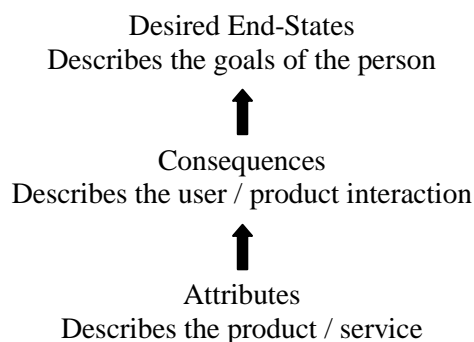 Desired End-States
Describes the goals of the person
Consequences
Describes the user / product interaction
Attributes
Describes the product / service